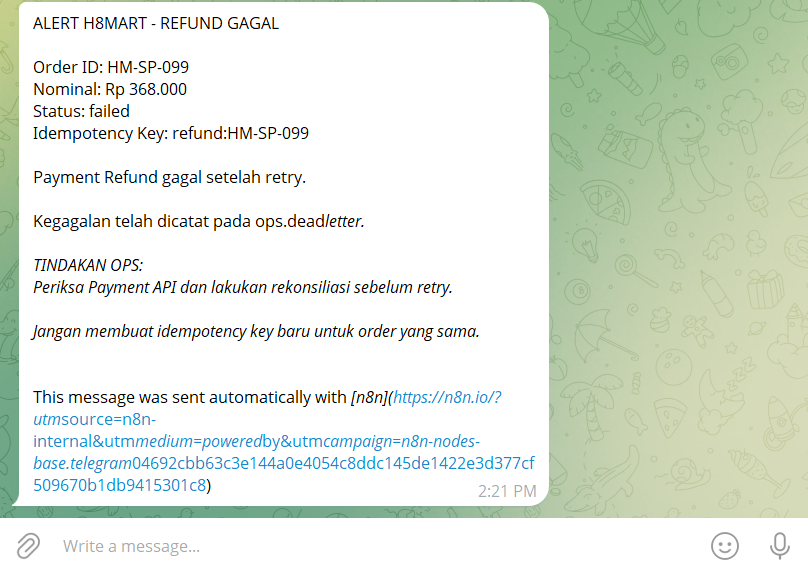 ALERT H8MART - REFUND GAGAL
Order ID: HM-SP-099
Nominal: Rp 368.000
Status: failed
Idempotency Key: refund:HM-SP-099
Payment Refund gagal setelah retry.
Kegagalan telah dicatat pada ops.deadletter.
TINDAKAN OPS:
Periksa Payment API dan lakukan rekonsiliasi sebelum retry.
Jangan membuat idempotency key baru untuk order yang sama.
This message was sent automatically with [n8n](https://n8n.io/?
utmsource=n8n-
internal&utmmedium=poweredby&utmcampaign=n8n-nodes-
base.telegram04692cbb63c3e144a0e4054c8ddc145de1422e3d377cf
509670b1db9415301c8)
2:21 PM
Write a message...